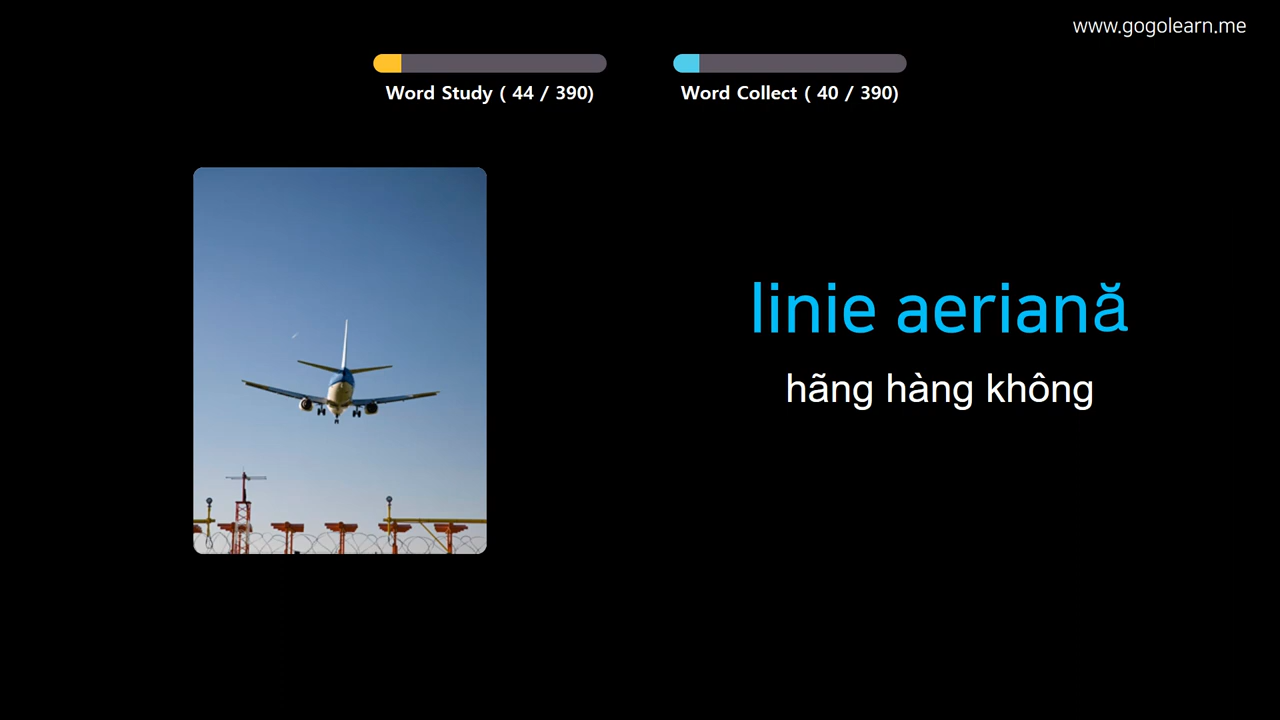 www.gogolearn.me
Word Study ( 44 / 390)
Word Collect ( 40 / 390)
linie aeriană
hãng hàng không